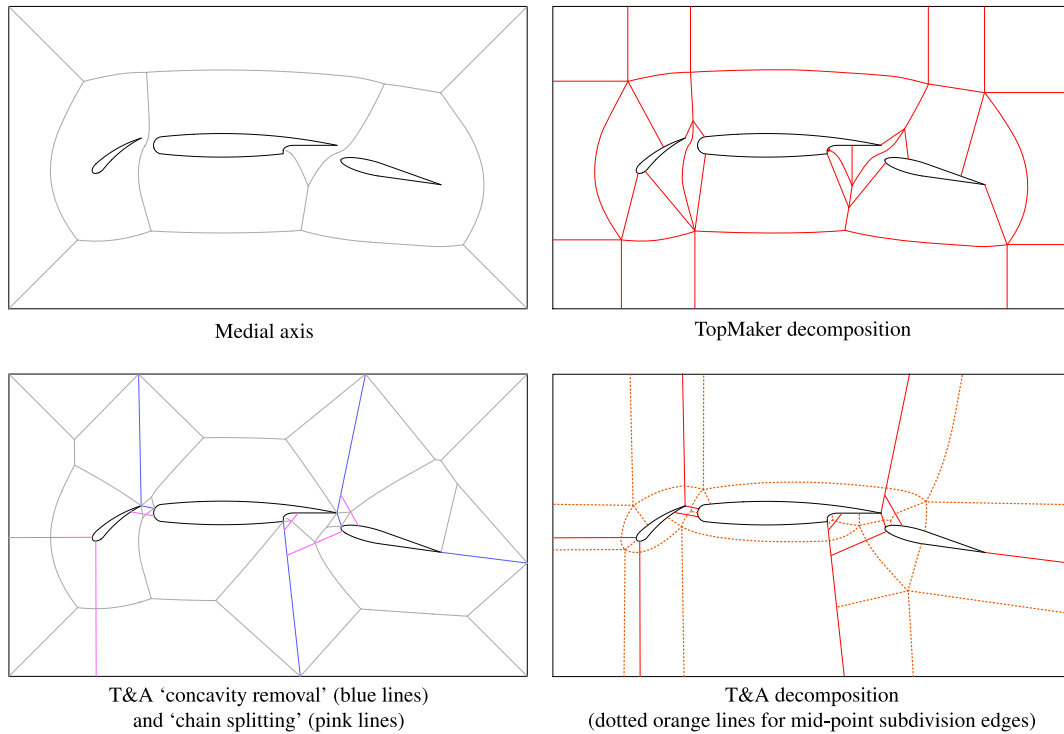 Medial axis
TopMaker decomposition
T&A ‘concavity removal’ (blue lines)
and ‘chain splitting’ (pink lines)
T&A decomposition
(dotted orange lines for mid-point subdivision edges)